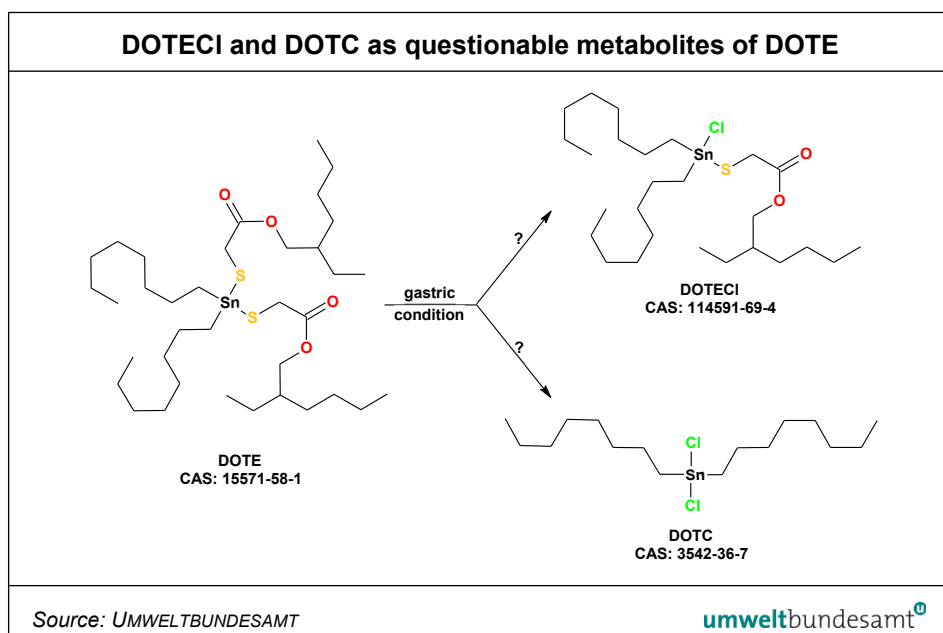 DOTECl and DOTC as questionable metabolites of DOTE
Cl
Sn
S
O
O
O
O
S
Sn
S
O
O
DOTE
CAS: 15571-58-1
gastric
condition
?
?
DOTECl
CAS: 114591-69-4
Cl
Sn
Cl
DOTC
CAS: 3542-36-7
Source: UMWELTBUNDESAMT
umweltbundesamt U